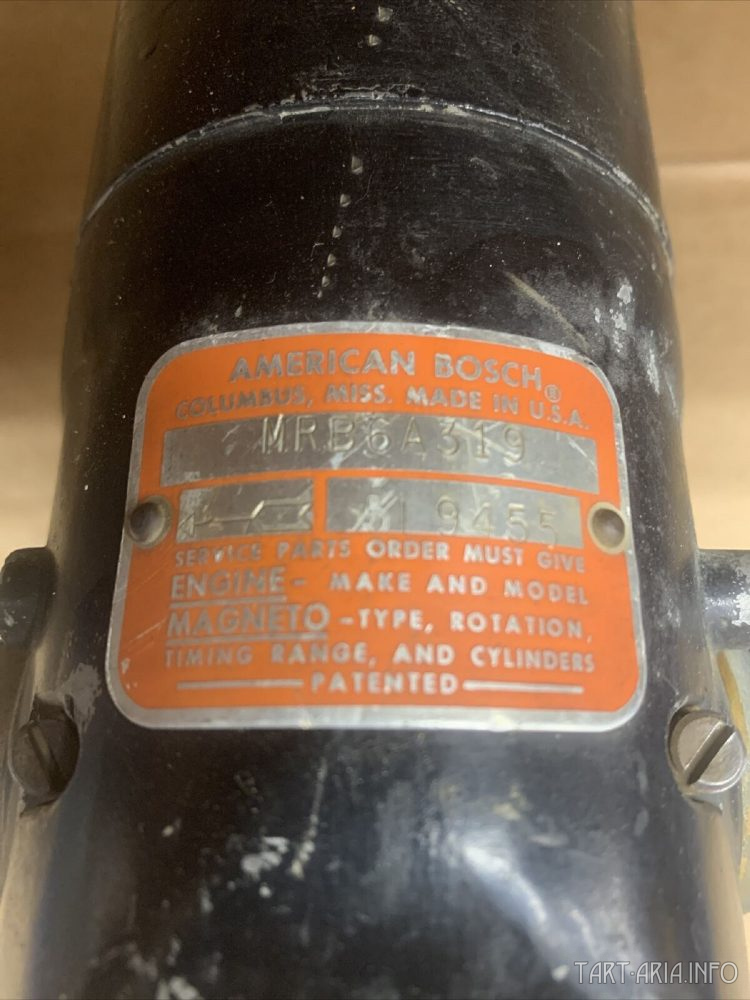 AMERICAN BOSCH®
COLUMBUS, MISS. MADE IN U.S.A.
MRB6A319
9455
SERVICE PARTS ORDER MUST GIVE
ENGINE - MAKE AND MODEL
MAGNETO - TYPE, ROTATION,
TIMING RANGE, AND CYLINDERS
PATENTED
TART-ARIA.INFO